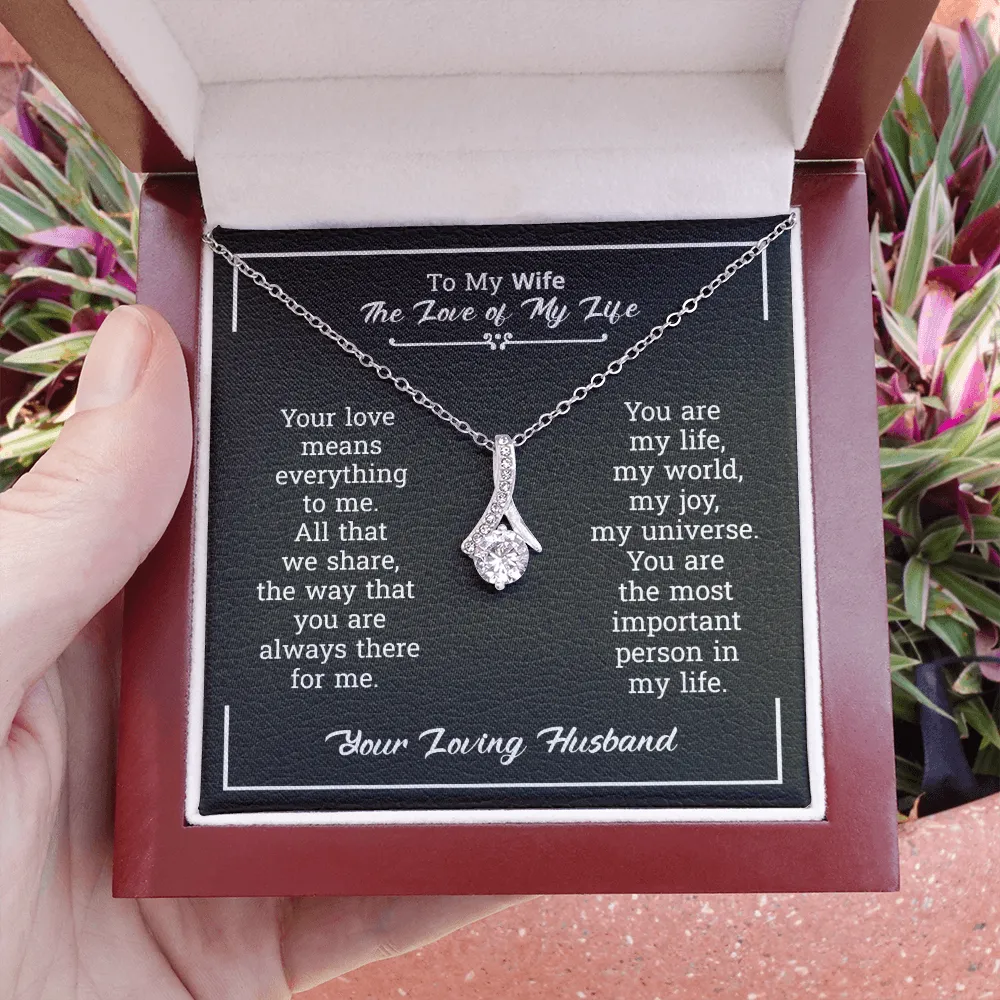 To My Wife
The Love of My Life
Your love
means
everything
to me.
All that
we share,
the way that
you are
always there
for me.
You are
my life,
my world,
my joy,
my universe.
You are
the most
important
person in
my life.
Your Loving Husband